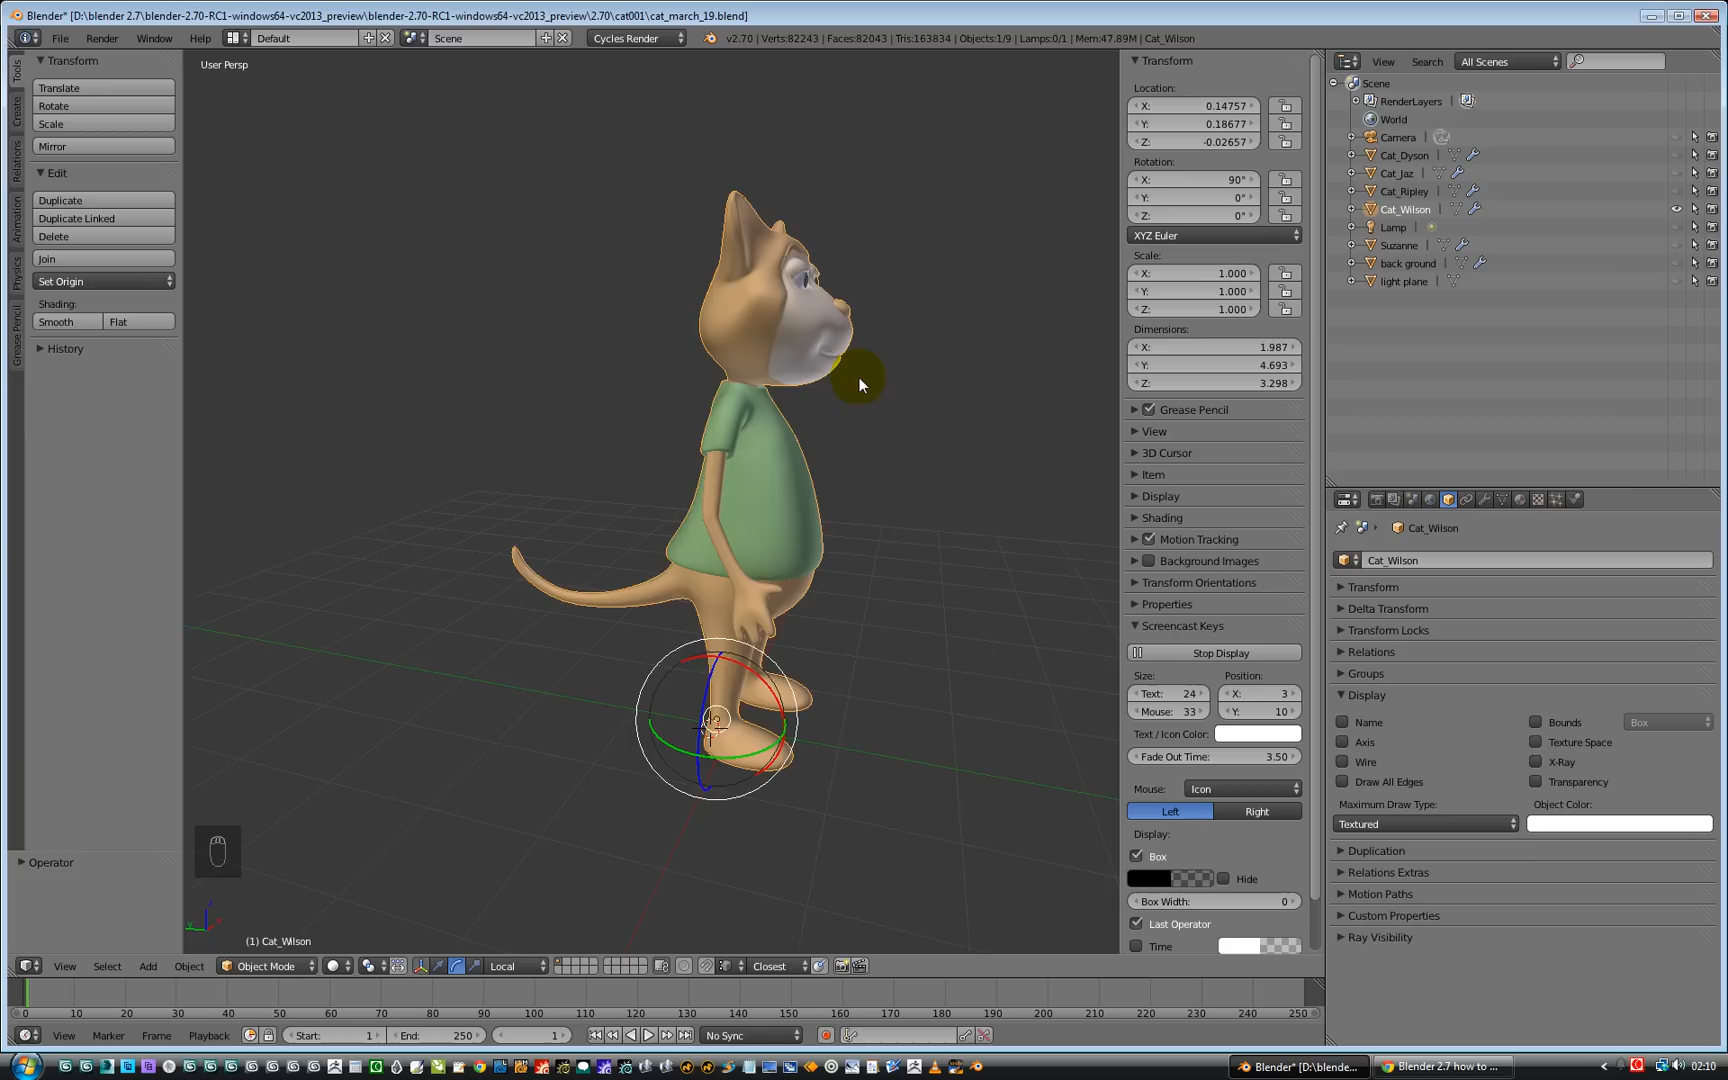 Blender* [D:\blender 2.7\blender-2.70-RC1-windows64-vc2013_preview\blender-2.70-RC1-windows64-vc2013_preview\2.70\cat001\cat_march_19.blend]
File Render Window Help Default Scene Cycles Render v2.70 | Verts:82243 | Faces:82043 | Tris:163834 | Objects:1/9 | Lamps:0/1 | Mem:47.89M | Cat_Wilson
Tools
Create
Relations
Animation
Physics
Grease Pencil
Transform
Translate
Rotate
Scale
Mirror
Edit
Duplicate
Duplicate Linked
Delete
Join
Set Origin
Shading:
Smooth Flat
History
Operator
User Persp
(1) Cat_Wilson
Transform
Location:
X: 0.14757
Y: 0.18677
Z: -0.02657
Rotation:
X: 90°
Y: 0°
Z: 0°
XYZ Euler
Scale:
X: 1.000
Y: 1.000
Z: 1.000
Dimensions:
X: 1.987
Y: 4.693
Z: 3.298
Grease Pencil
View
3D Cursor
Item
Display
Shading
Motion Tracking
Background Images
Transform Orientations
Properties
Screencast Keys
Stop Display
Size: Position:
Text: 24 X: 3
Mouse: 33 Y: 10
Text / Icon Color:
Fade Out Time: 3.50
Mouse: Icon
Left Right
Display:
Box
Hide
Box Width: 0
Last Operator
Time
View Search All Scenes
Scene
RenderLayers
World
Camera
Cat_Dyson
Cat_Jaz
Cat_Ripley
Cat_Wilson
Lamp
Suzanne
back ground
light plane
Cat_Wilson
Cat_Wilson
Transform
Delta Transform
Transform Locks
Relations
Groups
Display
Name Bounds Box
Axis Texture Space
Wire X-Ray
Draw All Edges Transparency
Maximum Draw Type: Object Color:
Textured
Duplication
Relations Extras
Motion Paths
Custom Properties
Ray Visibility
View Select Add Object Object Mode Local Closest
0 10 20 30 40 50 60 70 80 90 100 110 120 130 140 150 160 170 180 190 200 210 220 230 240 250
View Marker Frame Playback Start: 1 End: 250 1 No Sync
Blender* [D:\blende... Blender 2.7 how to ... 02:10